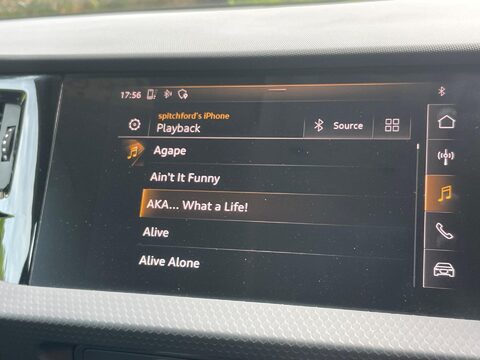 17:56
spitchford's iPhone
Playback
Source
Agape
Ain't It Funny
AKA... What a Life!
Alive
Alive Alone